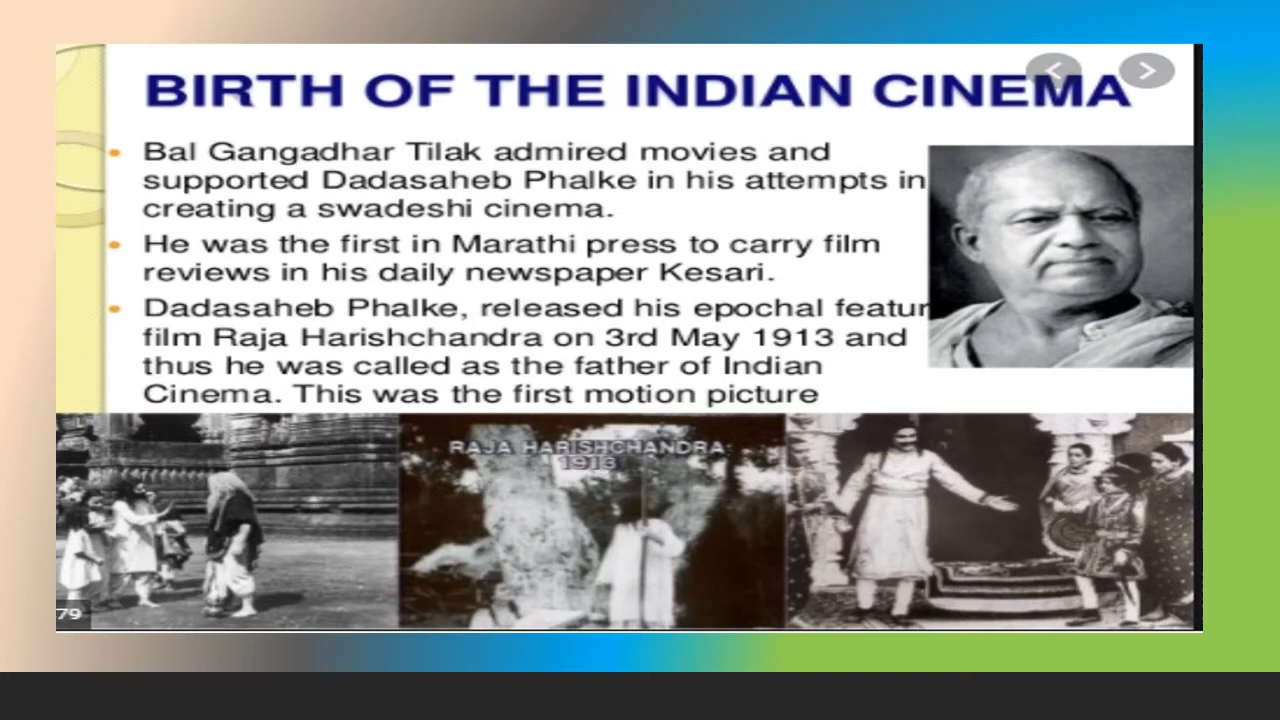 BIRTH OF THE INDIAN CINEMA
Bal Gangadhar Tilak admired movies and
supported Dadasaheb Phalke in his attempts in
creating a swadeshi cinema.
He was the first in Marathi press to carry film
reviews in his daily newspaper Kesari.
Dadasaheb Phalke, released his epochal featur
film Raja Harishchandra on 3rd May 1913 and
thus he was called as the father of Indian
Cinema. This was the first motion picture
RAJA HARISHCHANDRA
1913
79